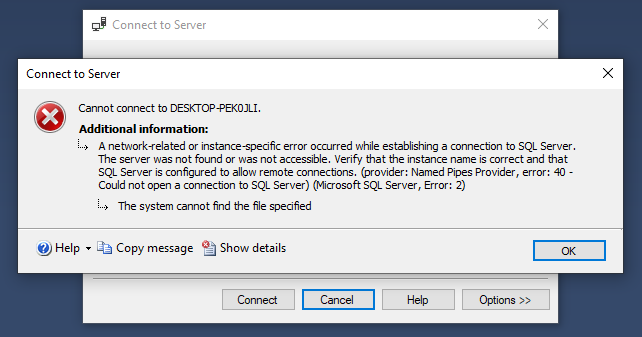 Connect to Server
Connect to Server
Cannot connect to DESKTOP-PEK0JLI.
Additional information:
A network-related or instance-specific error occurred while establishing a connection to SQL Server.
The server was not found or was not accessible. Verify that the instance name is correct and that
SQL Server is configured to allow remote connections. (provider: Named Pipes Provider, error: 40 -
Could not open a connection to SQL Server) (Microsoft SQL Server, Error: 2)
The system cannot find the file specified
Help
Copy message
Show details
OK
Connect
Cancel
Help
Options >>